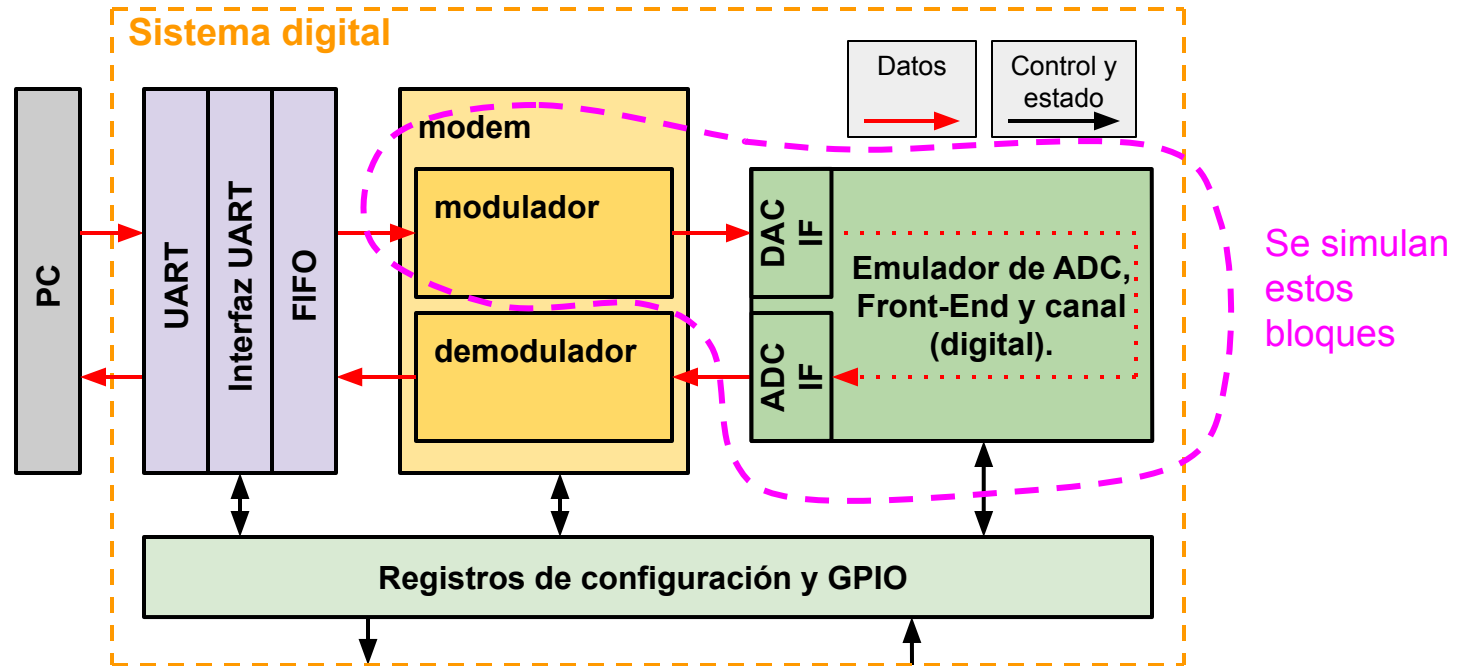 Sistema digital
Datos
Control y
estado
PC
UART
Interfaz UART
FIFO
modem
modulador
demodulador
DAC
IF
ADC
IF
Emulador de ADC,
Front-End y canal
(digital).
Se simulan
estos
bloques
Registros de configuración y GPIO